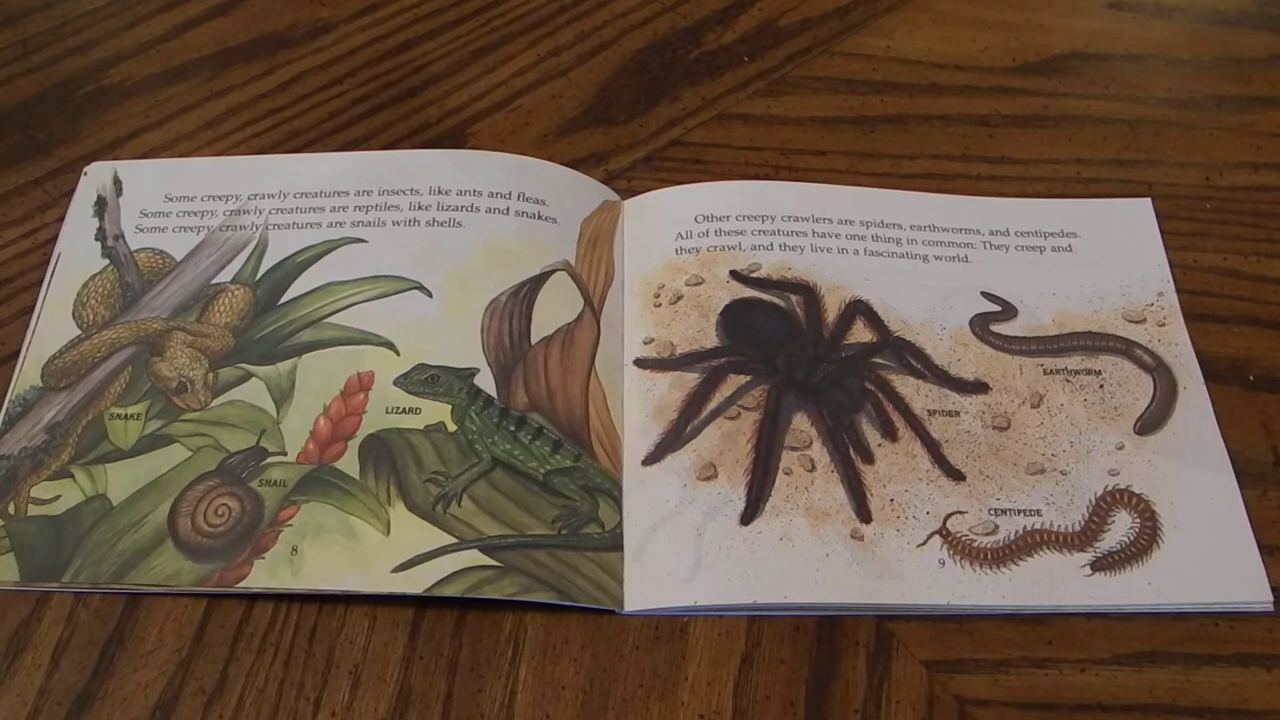 Some creepy, crawly creatures are insects, like ants and fleas.
Some creepy, crawly creatures are reptiles, like lizards and snakes.
Some creepy, crawly creatures are snails with shells.
SNAKE
LIZARD
SNAIL
8
Other creepy crawlers are spiders, earthworms, and centipedes.
All of these creatures have one thing in common: They creep and
they crawl, and they live in a fascinating world.
EARTHWORM
SPIDER
CENTIPEDE
9